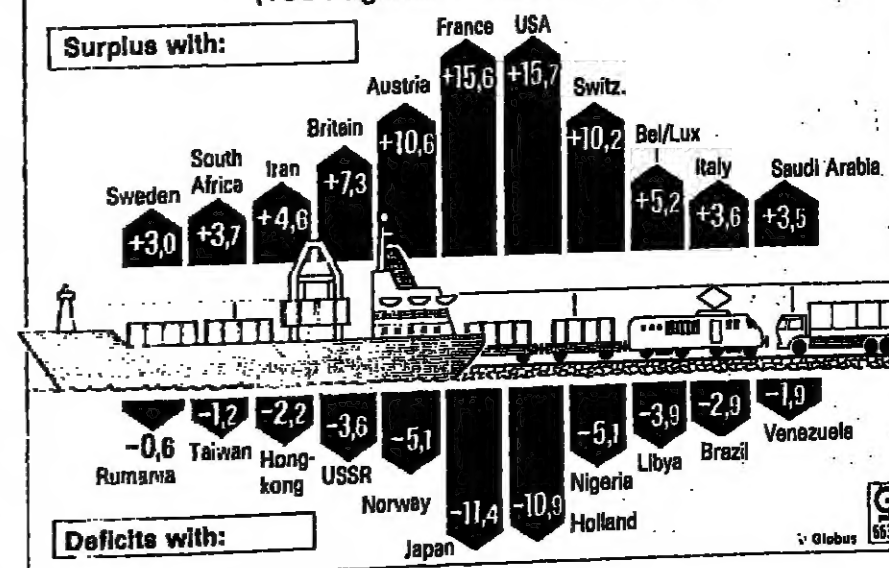 Surplus with:
France
USA
+15,6
+15,7
Austria
+10,6
Switz.
+10,2
Britain
+7,3
Bel/Lux
+5,2
South
Africa
+3,7
Iran
+4,6
Italy
+3,6
Saudi Arabia
+3,5
Sweden
+3,0
-0,6
Rumania
-1,2
Taiwan
-2,2
Hong-
kong
-3,6
USSR
-5,1
Norway
-11,4
Japan
-10,9
Holland
-5,1
Nigeria
-3,9
Libya
-2,9
Brazil
-1,9
Venezuela
Deficits with:
Globus